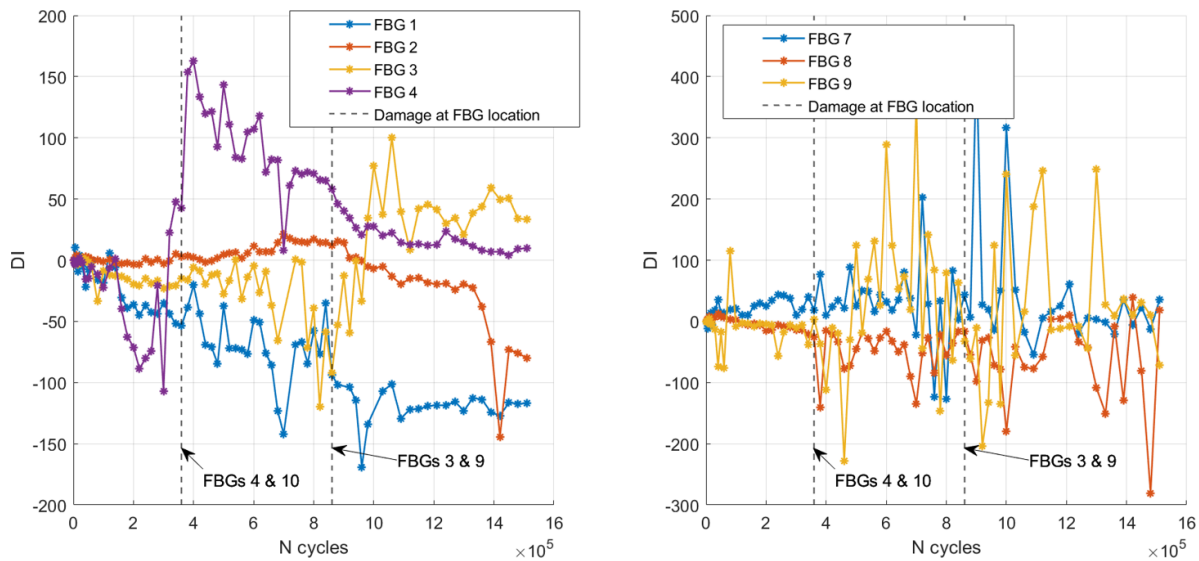 200
150
100
50
0
-50
-100
-150
-200
DI
0
2
4
6
8
10
12
14
16
N cycles
×10⁵
FBG 1
FBG 2
FBG 3
FBG 4
Damage at FBG location
FBGs 4 & 10
FBGs 3 & 9
500
400
300
200
100
0
-100
-200
-300
DI
0
2
4
6
8
10
12
14
16
N cycles
×10⁵
FBG 7
FBG 8
FBG 9
Damage at FBG location
FBGs 4 & 10
FBGs 3 & 9